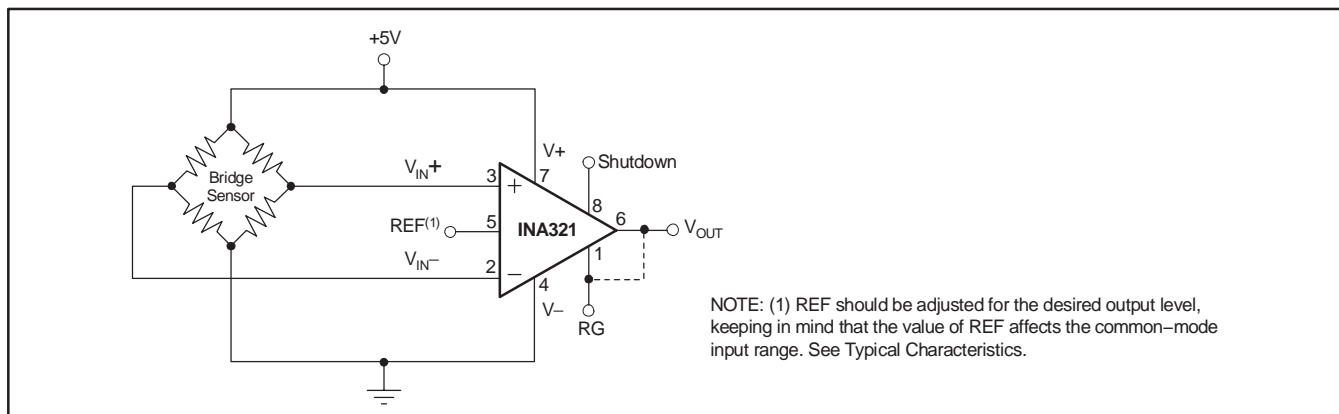 +5V
V+
7
Shutdown
8
Bridge
Sensor
VIN+
3
+
REF(1)
5
INA321
6
VOUT
1
VIN−
2
−
4
V−
RG
NOTE: (1) REF should be adjusted for the desired output level,
keeping in mind that the value of REF affects the common−mode
input range. See Typical Characteristics.